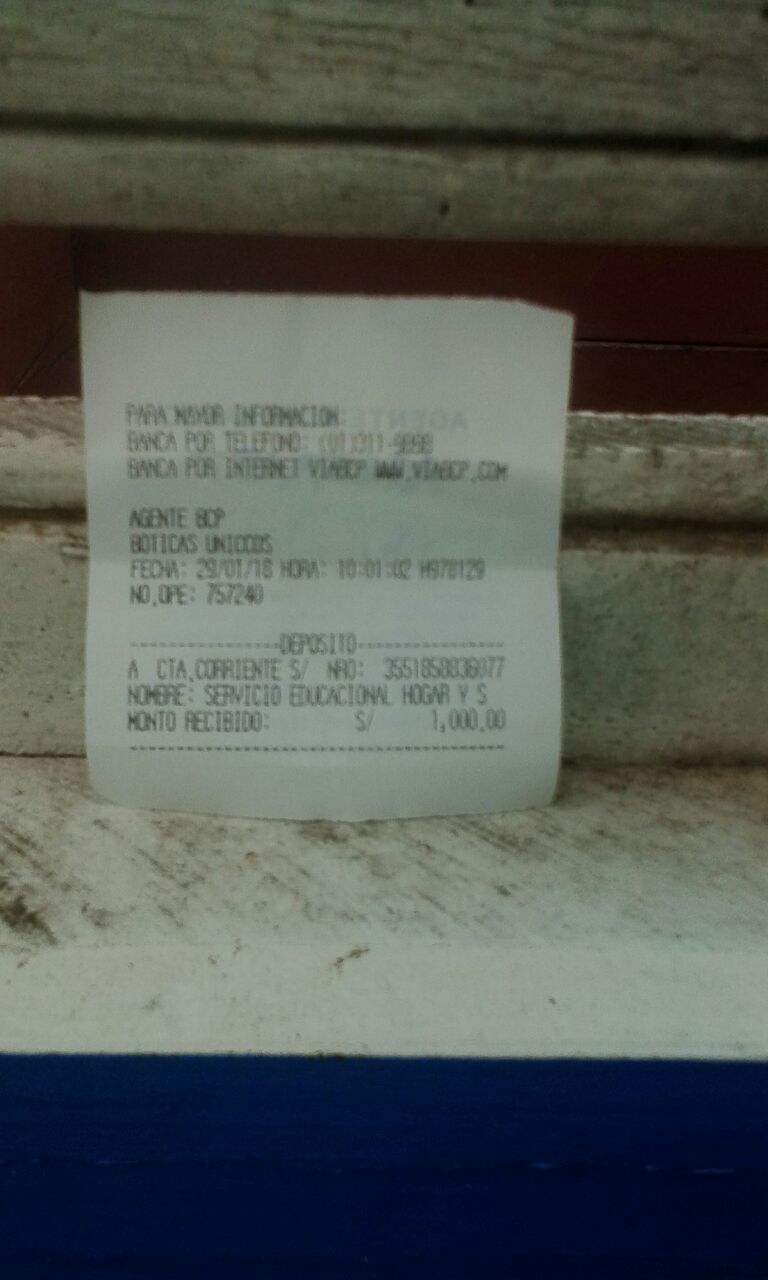 PARA MAYOR INFORMACION:
BANCA POR TELEFONO: (01)311-9898
BANCA POR INTERNET VIABCP WWW.VIABCP.COM
AGENTE BCP
BOTICAS UNICCOS
FECHA: 29/01/18 HORA: 10:01:02 H978129
NO.OPE: 757240
DEPOSITO
A CTA.CORRIENTE S/ NRO: 3551858836077
NOMBRE: SERVICIO EDUCACIONAL HOGAR Y S
MONTO RECIBIDO: S/ 1,000.00